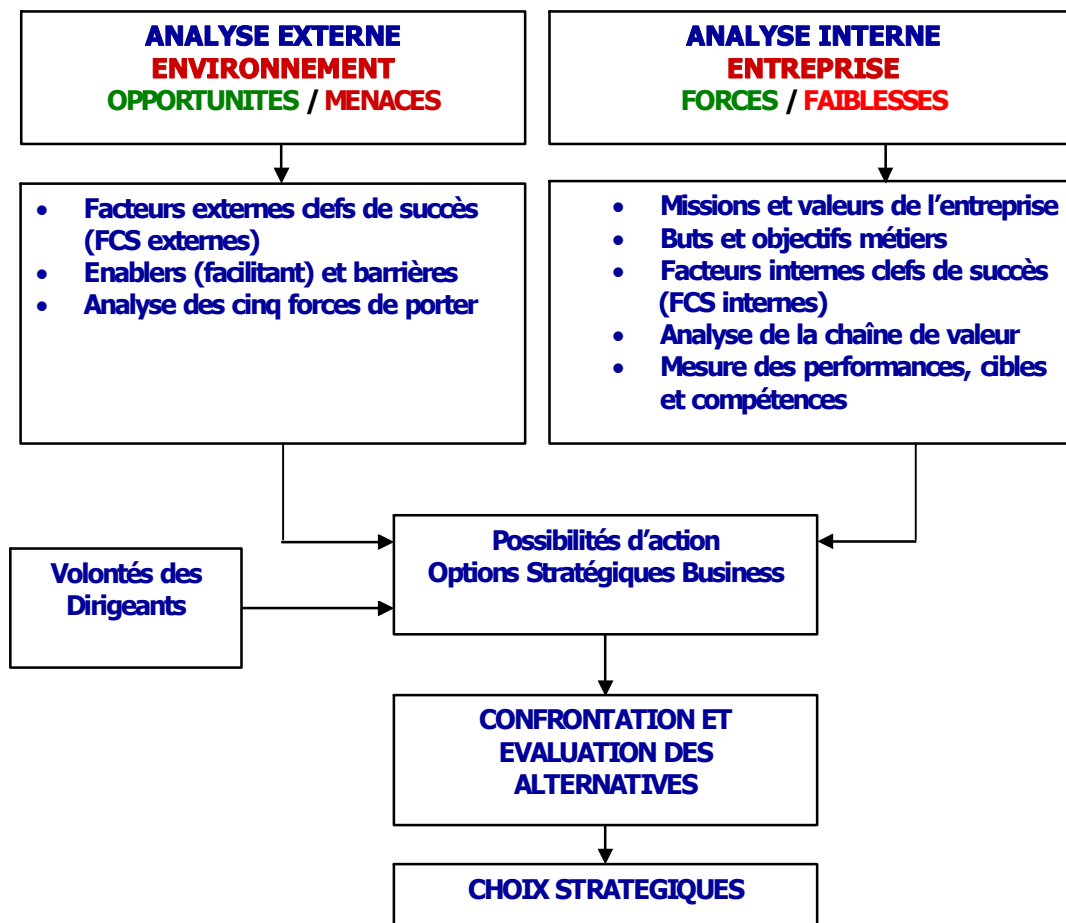 ANALYSE EXTERNE
ENVIRONNEMENT
OPPORTUNITES / MENACES
ANALYSE INTERNE
ENTREPRISE
FORCES / FAIBLESSES
• Facteurs externes clefs de succès
(FCS externes)
• Enablers (facilitant) et barrières
• Analyse des cinq forces de porter
• Missions et valeurs de l’entreprise
• Buts et objectifs métiers
• Facteurs internes clefs de succès
(FCS internes)
• Analyse de la chaîne de valeur
• Mesure des performances, cibles
et compétences
Possibilités d’action
Options Stratégiques Business
Volontés des
Dirigeants
CONFRONTATION ET
EVALUATION DES
ALTERNATIVES
CHOIX STRATEGIQUES